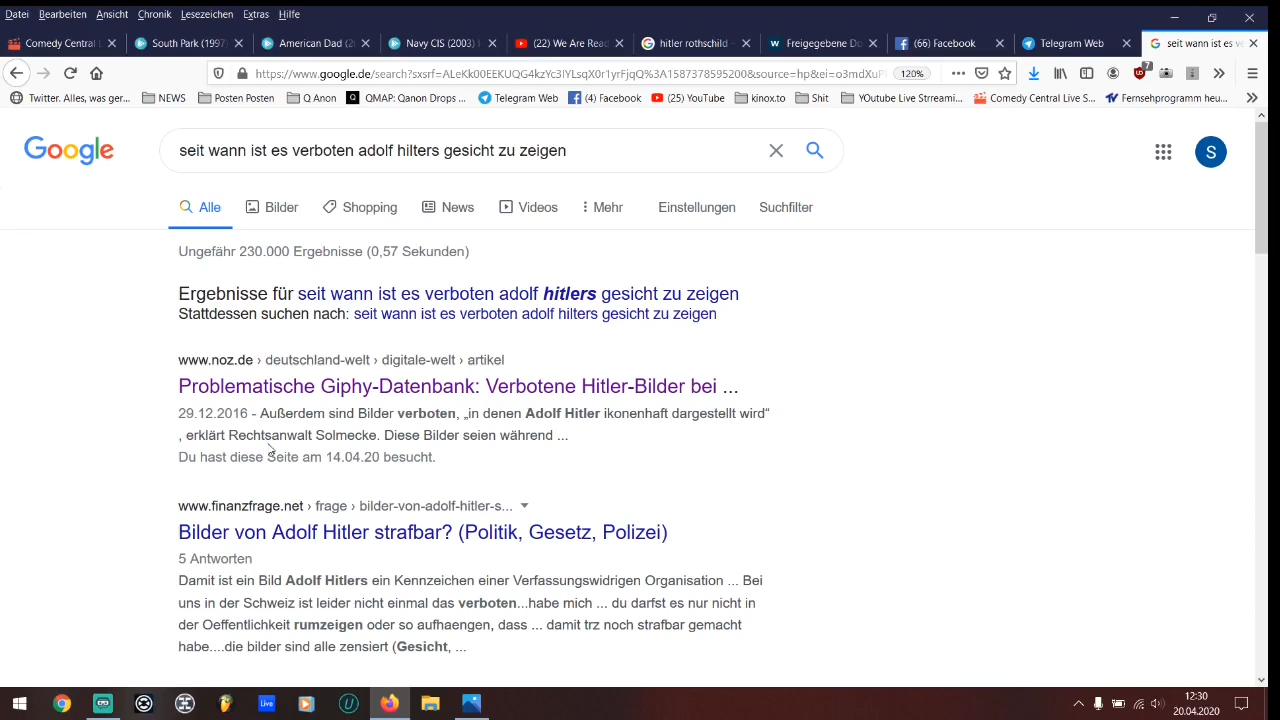 Datei Bearbeiten Ansicht Chronik Lesezeichen Extras Hilfe
Comedy Central L South Park (1997) American Dad (2 Navy CIS (2003) (22) We Are Read hitler rothschild – Freigegebene Do (66) Facebook Telegram Web seit wann ist es v
https://www.google.de/search?sxsrf=ALeKk00EEKUQG4kzYc3IYLsqX0r1yrFjqQ%3A1587378595200&source=hp&ei=o3mdXuP 120% 7
Twitter. Alles, was ger... NEWS Posten Posten Q Anon QMAP: Qanon Drops ... Telegram Web (4) Facebook (25) YouTube kinox.to Shit YOutube Live Strreami... Comedy Central Live S... Fernsehprogramm heu...
Google seit wann ist es verboten adolf hilters gesicht zu zeigen S
Alle Bilder Shopping News Videos Mehr Einstellungen Suchfilter
Ungefähr 230.000 Ergebnisse (0,57 Sekunden)
Ergebnisse für seit wann ist es verboten adolf hitlers gesicht zu zeigen
Stattdessen suchen nach: seit wann ist es verboten adolf hilters gesicht zu zeigen
www.noz.de › deutschland-welt › digitale-welt › artikel
Problematische Giphy-Datenbank: Verbotene Hitler-Bilder bei ...
29.12.2016 - Außerdem sind Bilder verboten, „in denen Adolf Hitler ikonenhaft dargestellt wird“
, erklärt Rechtsanwalt Solmecke. Diese Bilder seien während ...
Du hast diese Seite am 14.04.20 besucht.
www.finanzfrage.net › frage › bilder-von-adolf-hitler-s...
Bilder von Adolf Hitler strafbar? (Politik, Gesetz, Polizei)
5 Antworten
Damit ist ein Bild Adolf Hitlers ein Kennzeichen einer Verfassungswidrigen Organisation ... Bei
uns in der Schweiz ist leider nicht einmal das verboten...habe mich ... du darfst es nur nicht in
der Oeffentlichkeit rumzeigen oder so aufhaengen, dass ... damit trz noch strafbar gemacht
habe....die bilder sind alle zensiert (Gesicht, ...
Live
12:30
20.04.2020